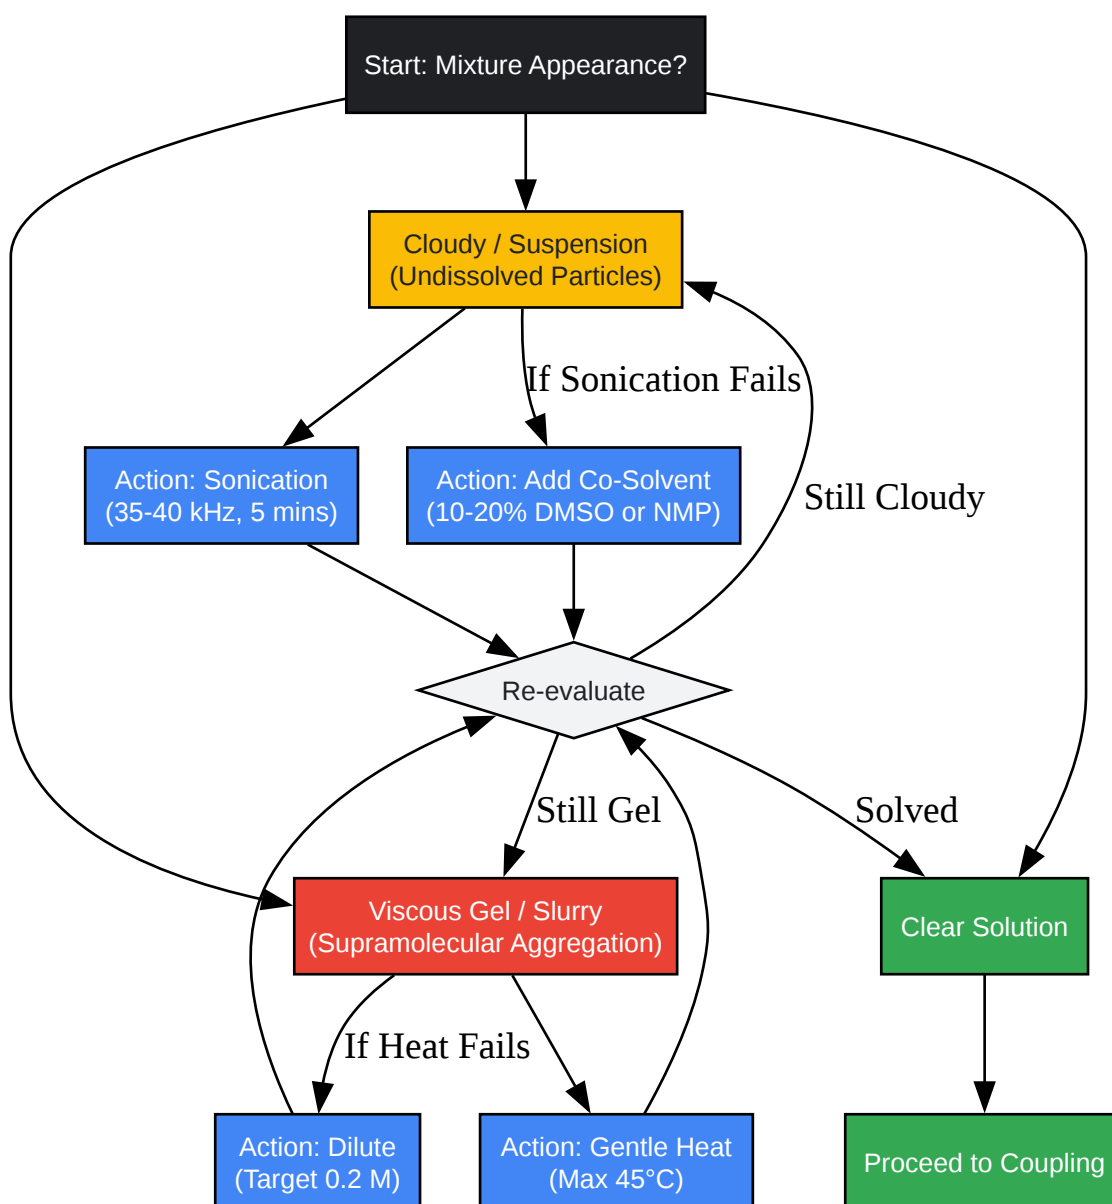 Start: Mixture Appearance?
Cloudy / Suspension
(Undissolved Particles)
If Sonication Fails
Action: Sonication
(35-40 kHz, 5 mins)
Action: Add Co-Solvent
(10-20% DMSO or NMP)
Still Cloudy
Re-evaluate
Still Gel
Solved
Viscous Gel / Slurry
(Supramolecular Aggregation)
Clear Solution
If Heat Fails
Action: Dilute
(Target 0.2 M)
Action: Gentle Heat
(Max 45°C)
Proceed to Coupling